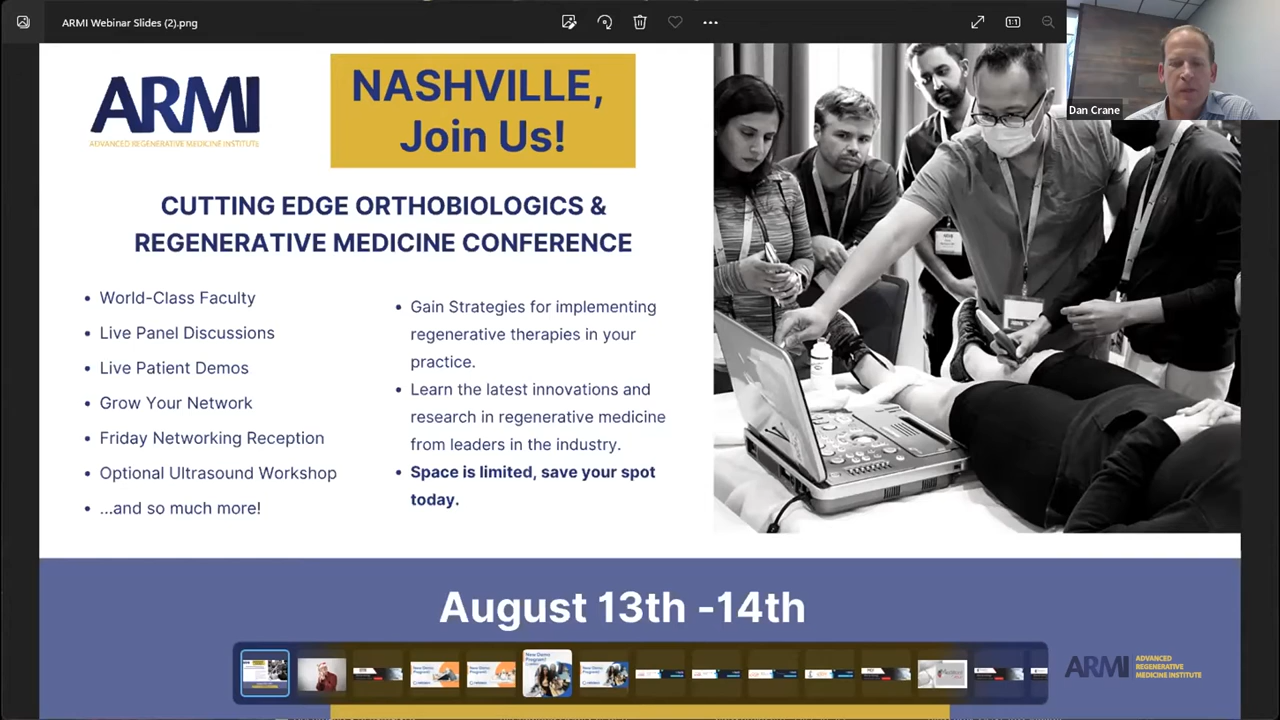 ARMI Webinar Slides (2).png
1:1
Dan Crane
ARMI
ADVANCED REGENERATIVE MEDICINE INSTITUTE
NASHVILLE,
Join Us!
CUTTING EDGE ORTHOBIOLOGICS &
REGENERATIVE MEDICINE CONFERENCE
• World-Class Faculty
• Live Panel Discussions
• Live Patient Demos
• Grow Your Network
• Friday Networking Reception
• Optional Ultrasound Workshop
• ...and so much more!
• Gain Strategies for implementing
regenerative therapies in your
practice.
• Learn the latest innovations and
research in regenerative medicine
from leaders in the industry.
• Space is limited, save your spot
today.
August 13th -14th
ARMI
ADVANCED
REGENERATIVE
MEDICINE INSTITUTE